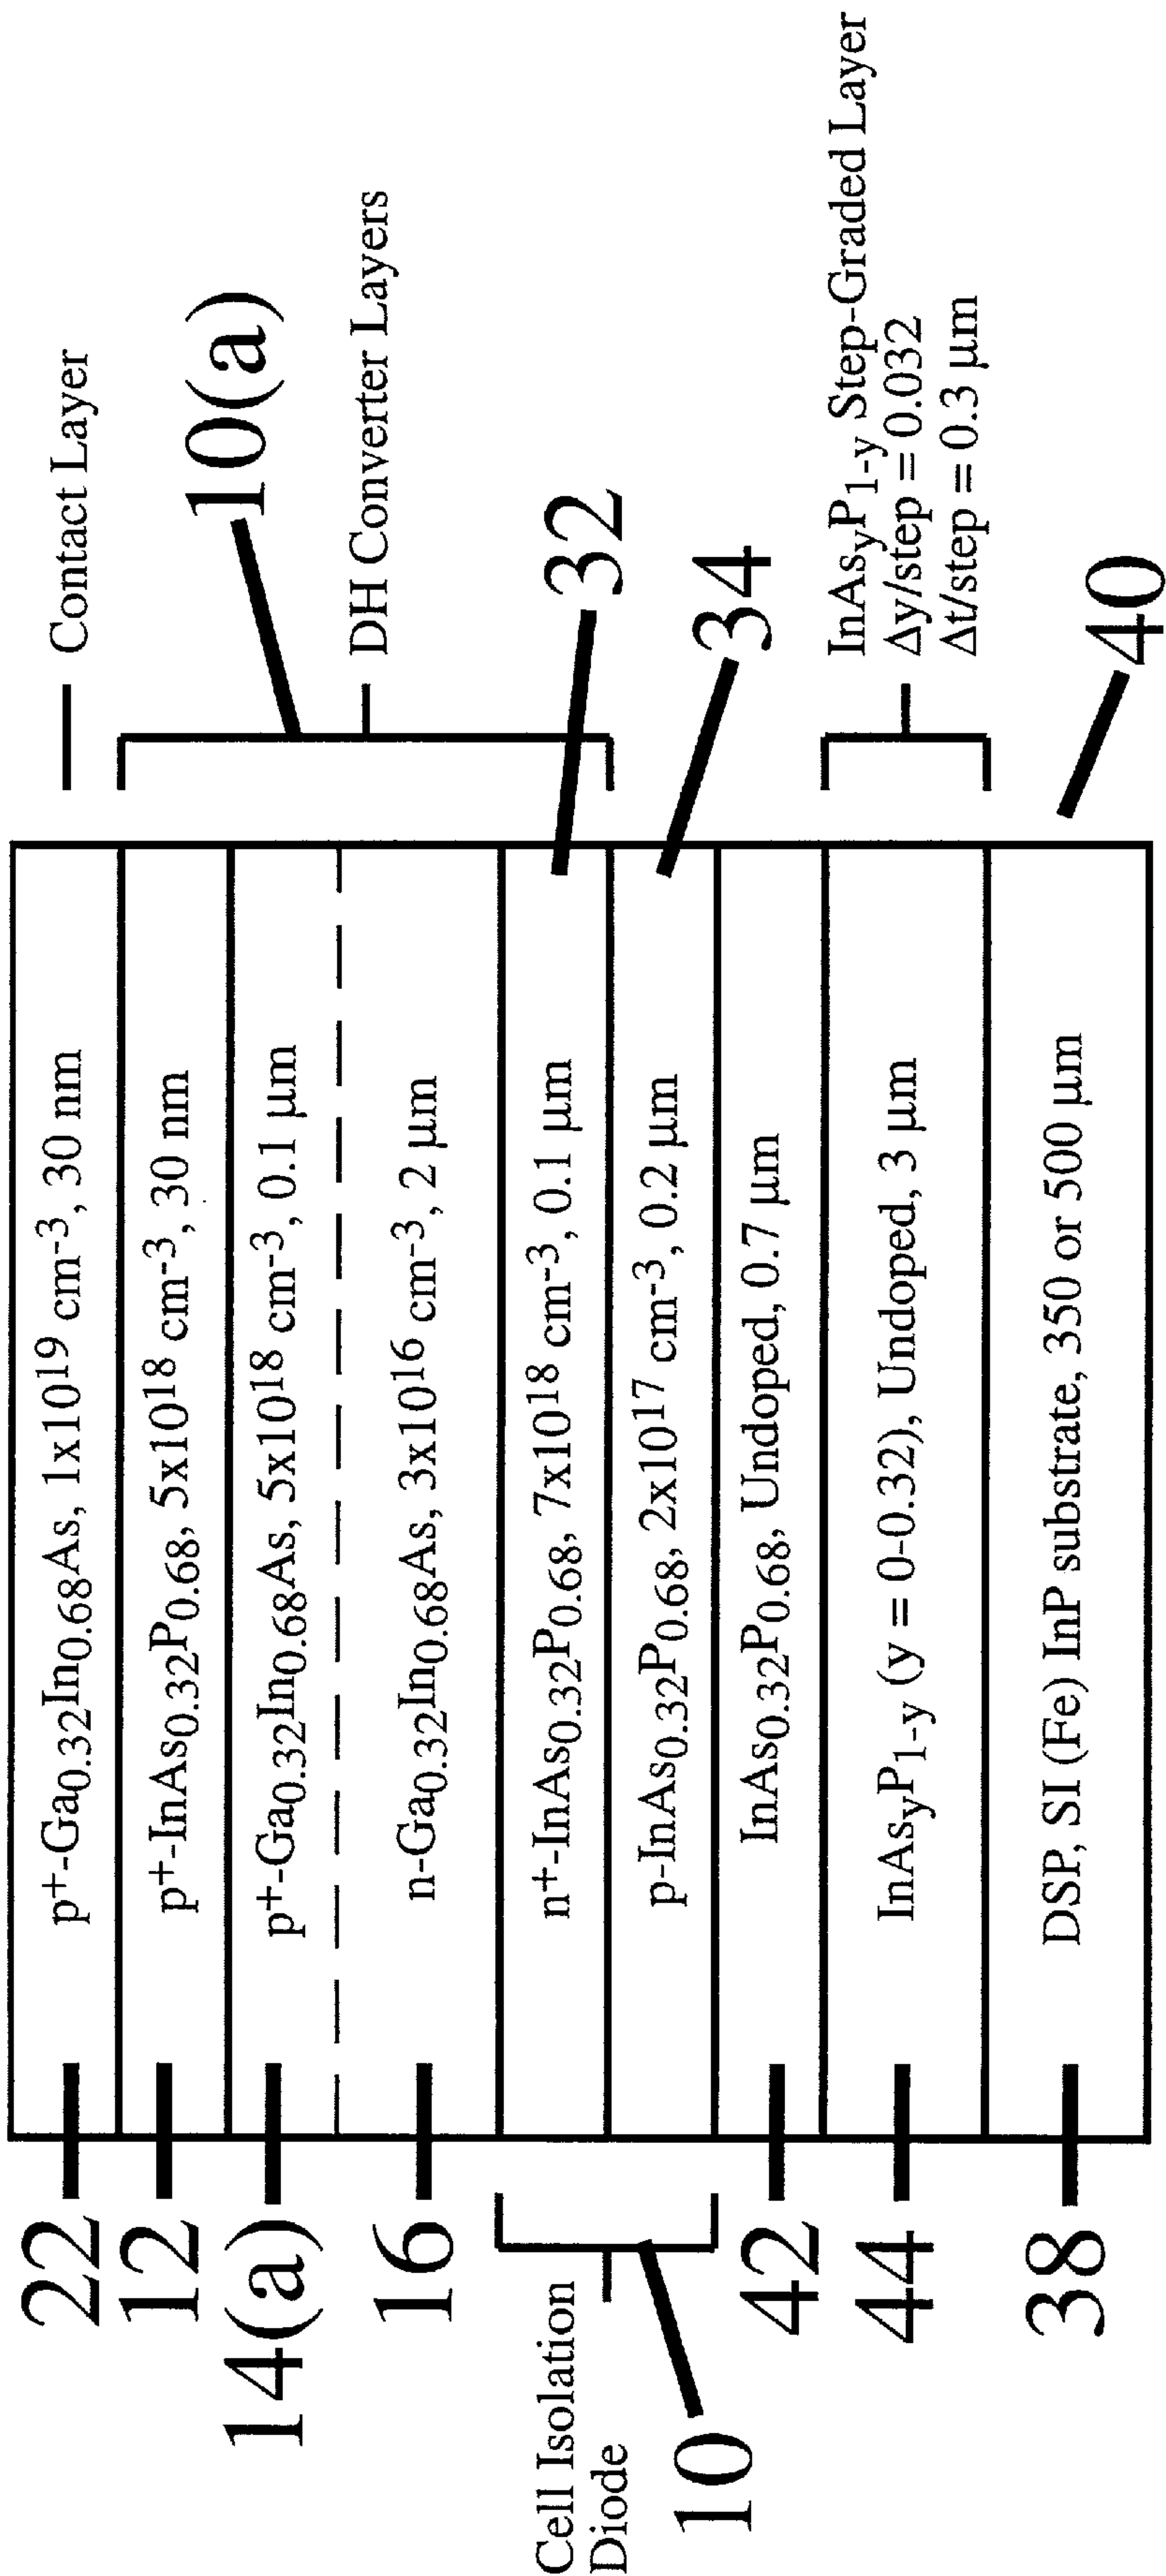 22
p⁺-Ga0.32In0.68As, 1x10¹⁹ cm⁻³, 30 nm
Contact Layer
12
p⁺-InAs0.32P0.68, 5x10¹⁸ cm⁻³, 30 nm
14(a)
p⁺-Ga0.32In0.68As, 5x10¹⁸ cm⁻³, 0.1 μm
10(a)
16
n-Ga0.32In0.68As, 3x10¹⁶ cm⁻³, 2 μm
DH Converter Layers
Cell Isolation
Diode
10
n⁺-InAs0.32P0.68, 7x10¹⁸ cm⁻³, 0.1 μm
32
p-InAs0.32P0.68, 2x10¹⁷ cm⁻³, 0.2 μm
34
42
InAs0.32P0.68, Undoped, 0.7 μm
44
InAsyP1-y (y = 0-0.32), Undoped, 3 μm
InAsyP1-y Step-Graded Layer
Δy/step = 0.032
Δt/step = 0.3 μm
38
DSP, SI (Fe) InP substrate, 350 or 500 μm
40